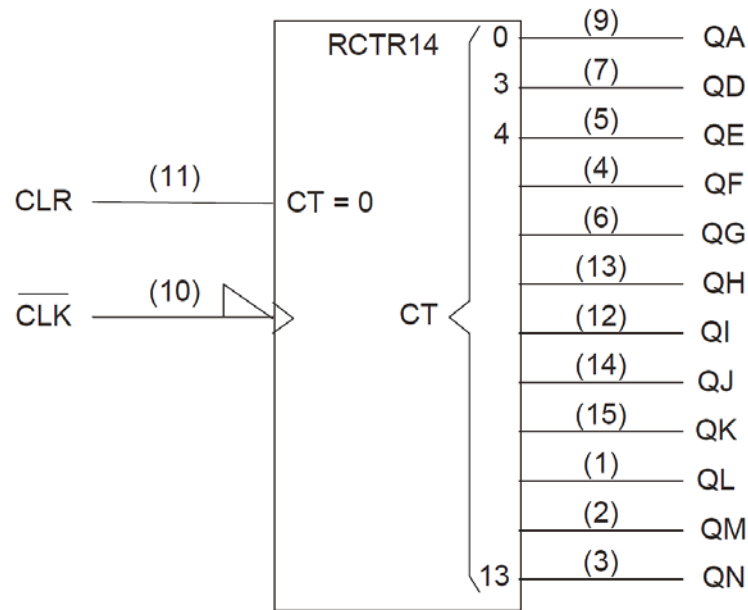 RCTR14
0 (9) QA
3 (7) QD
4 (5) QE
(4) QF
CLR (11) CT = 0
(6) QG
(13) QH
CLK (10) CT
(12) QI
(14) QJ
(15) QK
(1) QL
(2) QM
13 (3) QN